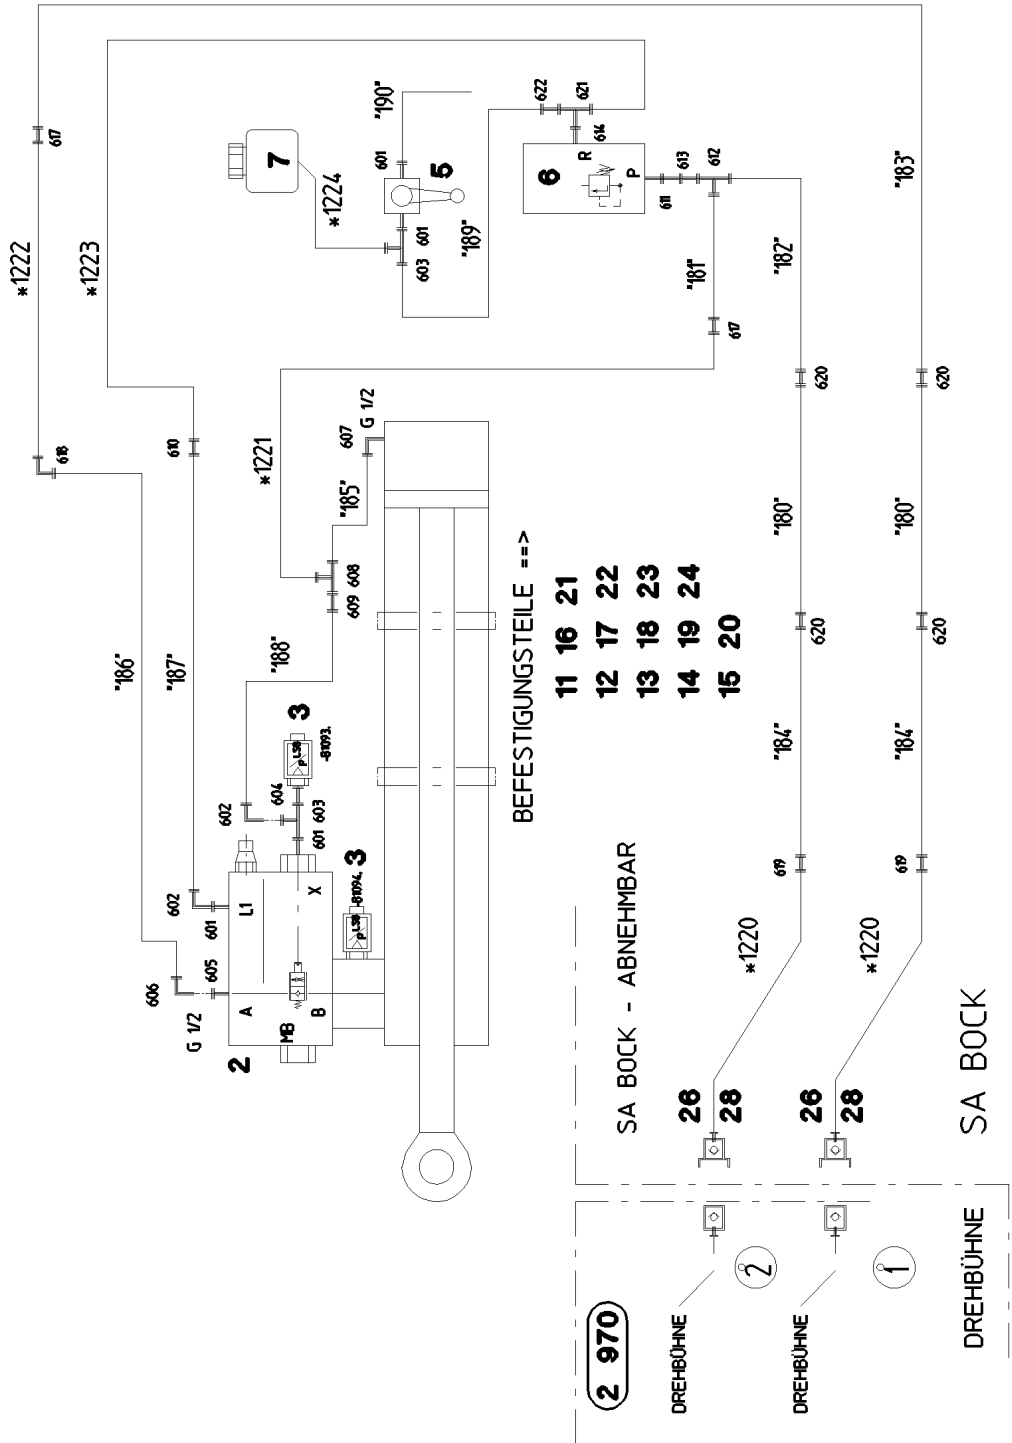 *1222
*1223
617
618
610
"186"
"187"
7
*1224
"190"
601
5
601
603
"189"
622
621
614
R
6
P
611
613
612
"183"
"182"
"181"
617
620
620
*1221
G 1/2
607
"185"
609 608
"188"
3
p LSB
-B1093.
602
604
601 603
602
601
L1
X
606
605
G 1/2
A
MB
B
2
3
p LSB
-B1094.
BEFESTIGUNGSTEILE ==>
11 16 21
12 17 22
13 18 23
14 19 24
15 20
"180"
"180"
620
620
"184"
"184"
619
619
SA BOCK - ABNEHMBAR
*1220
*1220
26
28
26
28
SA BOCK
2 970
DREHBÜHNE
2
DREHBÜHNE
1
DREHBÜHNE